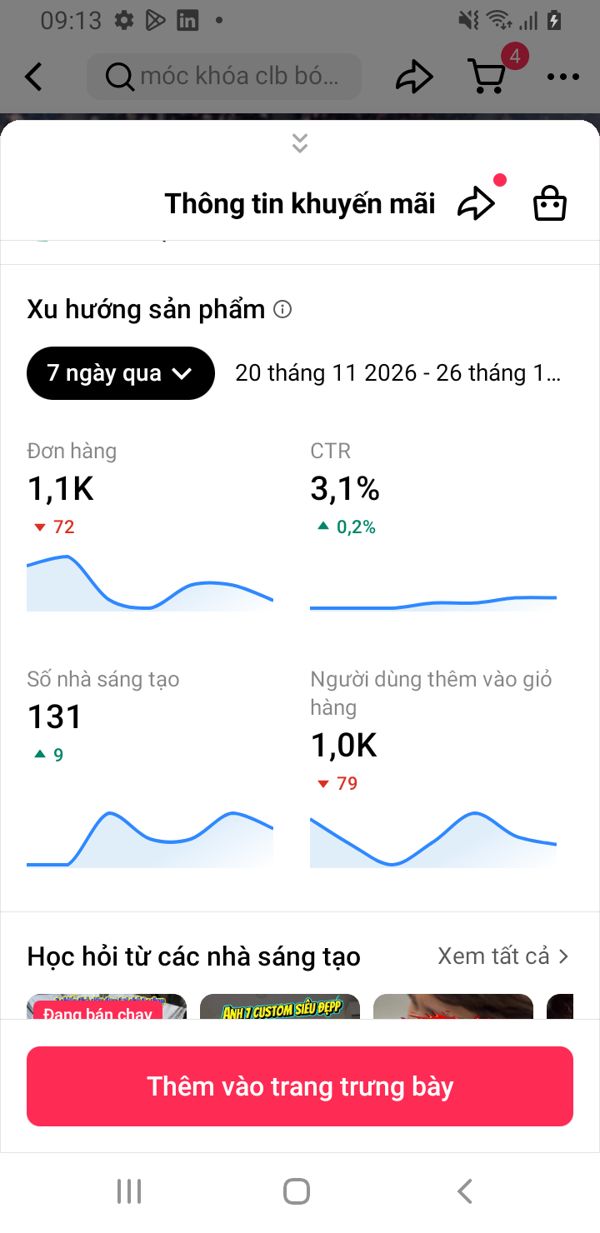 09:13
móc khóa clb bó...
4
Thông tin khuyến mãi
Xu hướng sản phẩm
7 ngày qua
20 tháng 11 2026 - 26 tháng 1...
Đơn hàng
1,1K
72
CTR
3,1%
0,2%
Số nhà sáng tạo
131
9
Người dùng thêm vào giỏ
hàng
1,0K
79
Học hỏi từ các nhà sáng tạo
Xem tất cả
Đang bán chạy
ANH 7 CUSTOM SIÊU ĐẸPP
Thêm vào trang trưng bày